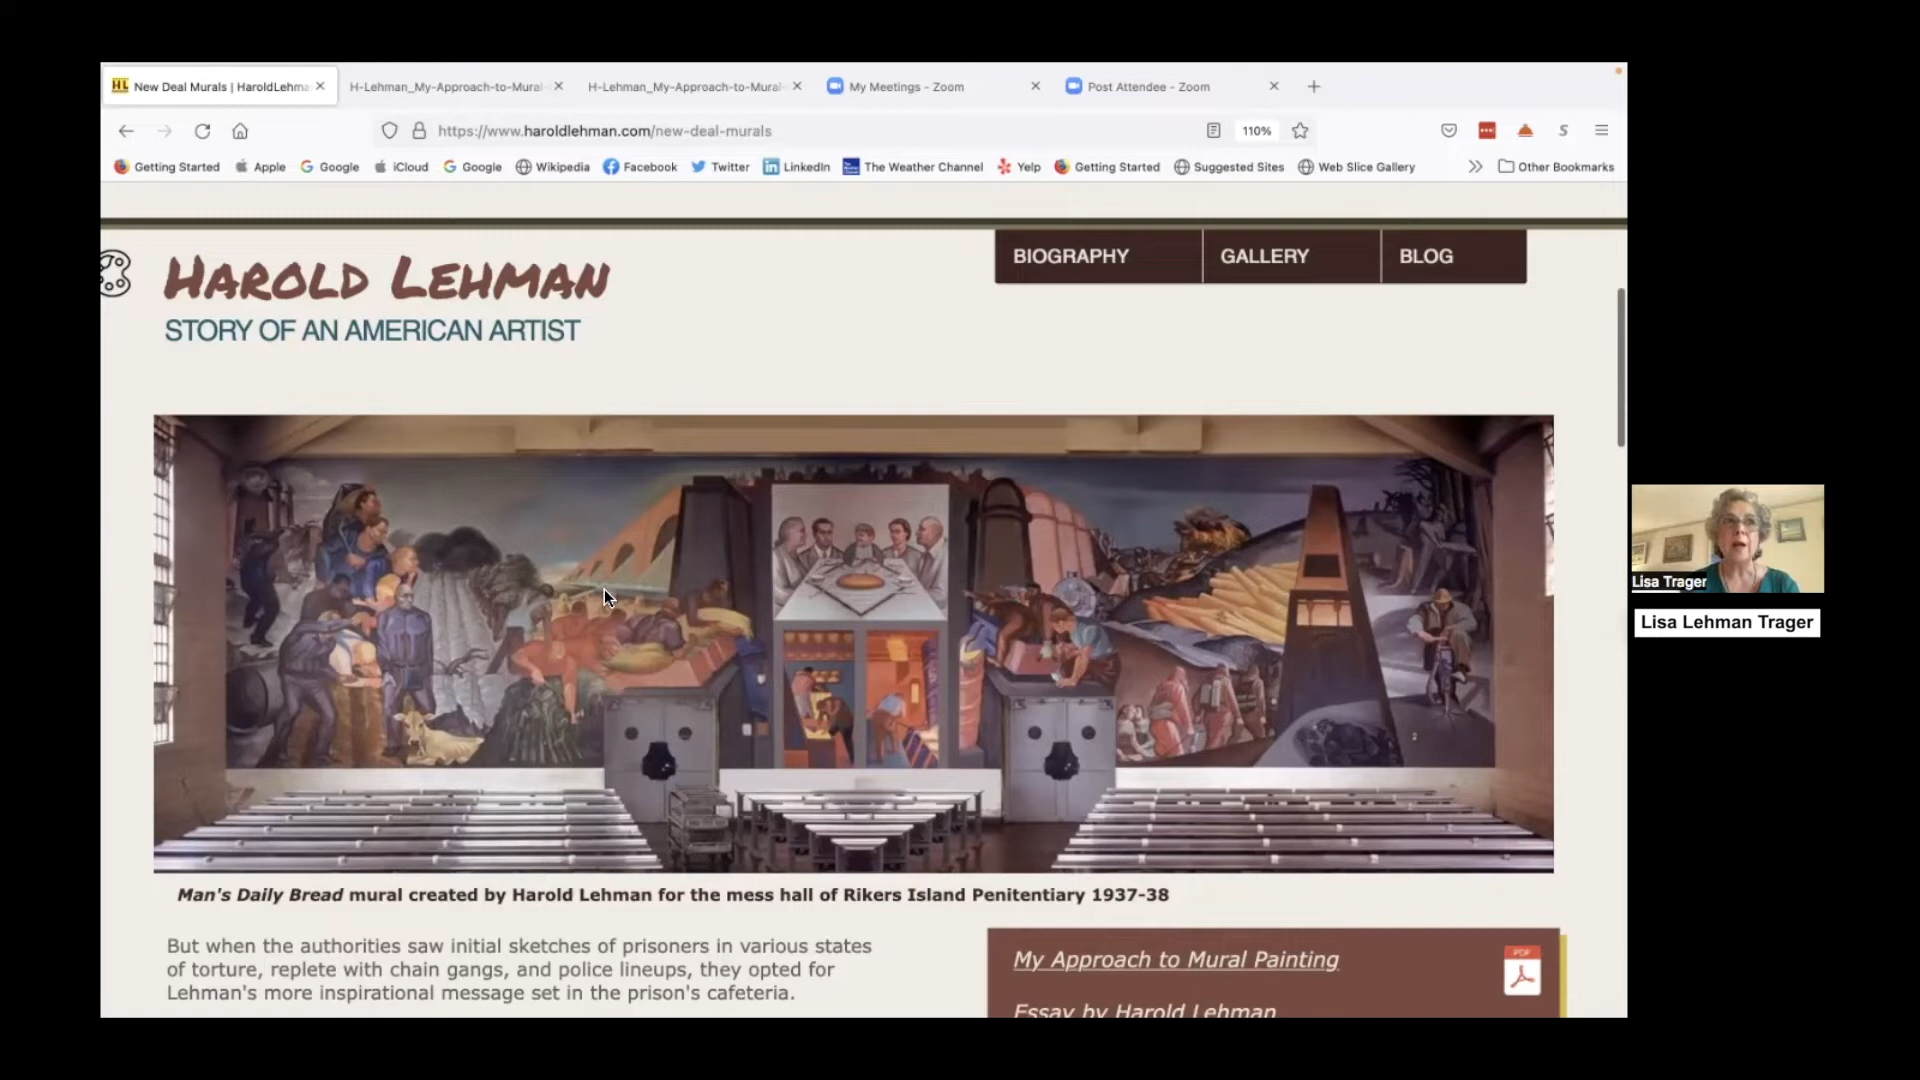 HL New Deal Murals | HaroldLehma
H-Lehman_My-Approach-to-Mural-
H-Lehman_My-Approach-to-Mural-
My Meetings - Zoom
Post Attendee - Zoom
https://www.haroldlehman.com/new-deal-murals
110%
S
Getting Started
Apple
Google
iCloud
Google
Wikipedia
Facebook
Twitter
LinkedIn
The Weather Channel
Yelp
Getting Started
Suggested Sites
Web Slice Gallery
Other Bookmarks
HAROLD LEHMAN
STORY OF AN AMERICAN ARTIST
BIOGRAPHY
GALLERY
BLOG
Man's Daily Bread mural created by Harold Lehman for the mess hall of Rikers Island Penitentiary 1937-38
But when the authorities saw initial sketches of prisoners in various states
of torture, replete with chain gangs, and police lineups, they opted for
Lehman's more inspirational message set in the prison's cafeteria.
My Approach to Mural Painting
PDF
Essay by Harold Lehman
Lisa Trager
Lisa Lehman Trager